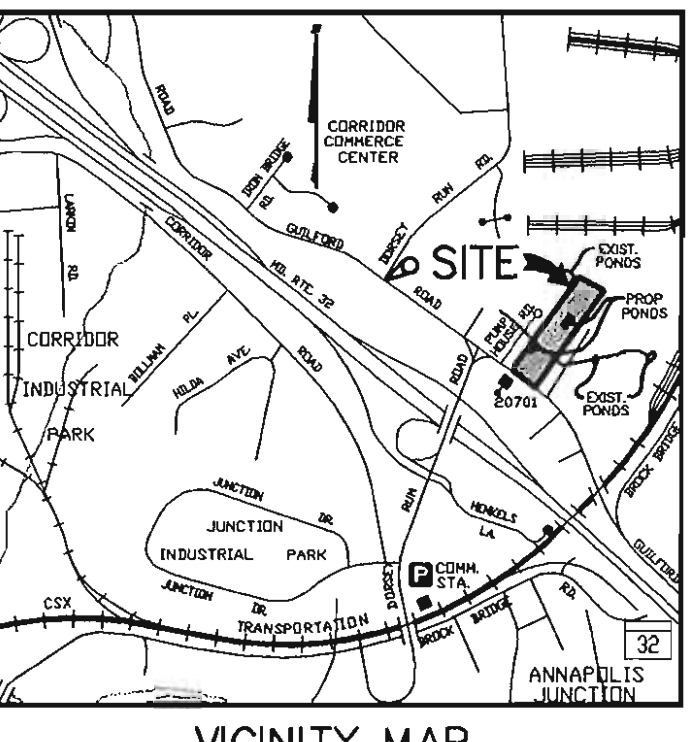 ROAD
CORRIDOR
COMMERCE
CENTER
IRON BRIDGE
RD.
DORSEY
RUN
RD.
LARKIN
RD.
CORRIDOR
GUILFORD
MD. RTE. 32
ROAD
SITE
EXIST.
PONDS
PROP
PONDS
PUMP
HOUSE
RD.
CORRIDOR
INDUSTRIAL
PARK
DOLLHAM
PL.
HILDA
AVE.
ROAD
ROAD
20701
EXIST.
PONDS
BROCK BRIDGE
JUNCTION
DR.
JUNCTION
INDUSTRIAL PARK
JUNCTION
DR.
RUN
HENKELS
LA.
GUILFORD
DORSEY
P
COMM.
STA.
CSX
TRANSPORTATION
BROCK
BRIDGE
RD.
32
ANNAPOLIS
JUNCTION
VICINITY MAP